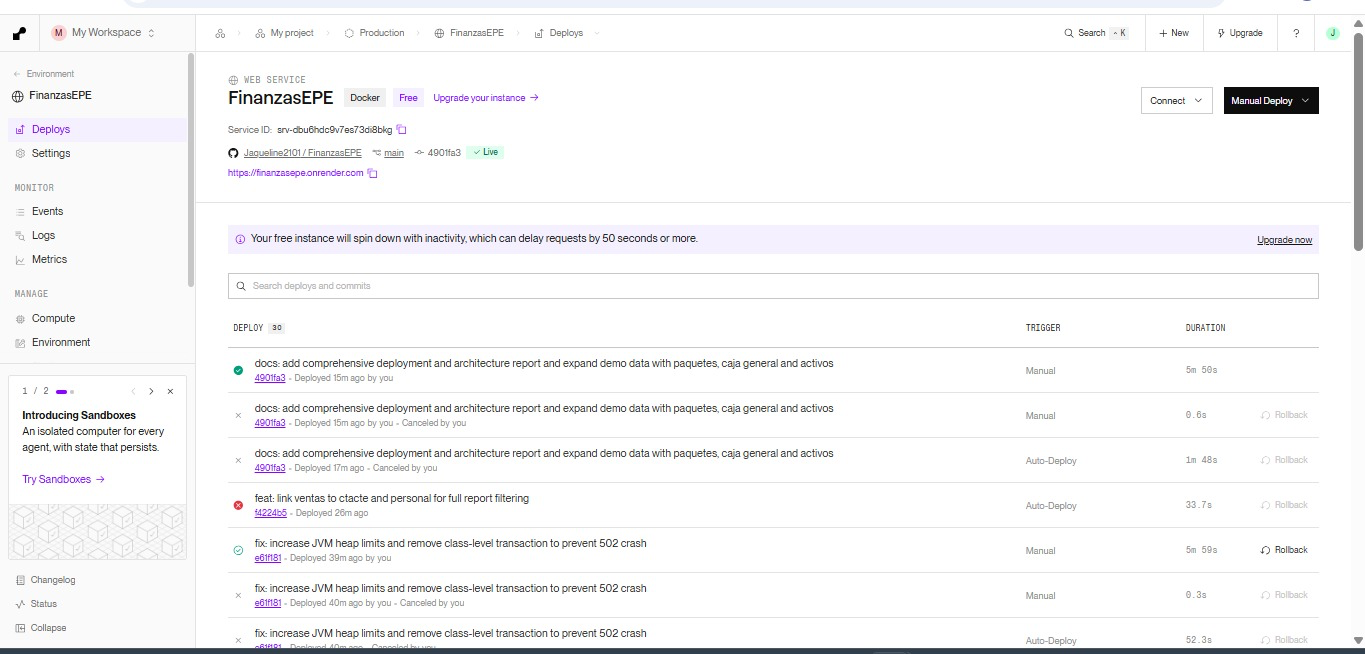 M My Workspace
My project
Production
FinanzasEPE
Deploys
Search
K
+ New
Upgrade
?
J
← Environment
FinanzasEPE
Deploys
Settings
MONITOR
Events
Logs
Metrics
MANAGE
Compute
Environment
1 / 2
Introducing Sandboxes
An isolated computer for every
agent, with state that persists.
Try Sandboxes →
Changelog
Status
Collapse
WEB SERVICE
FinanzasEPE Docker Free Upgrade your instance →
Connect
Manual Deploy
Service ID: srv-dbu6hdc9v7es73di8bkg
Jaqueline2101 / FinanzasEPE main 4901fa3 ✓ Live
https://finanzasepe.onrender.com
Your free instance will spin down with inactivity, which can delay requests by 50 seconds or more.
Upgrade now
Search deploys and commits
DEPLOY 30 TRIGGER DURATION
docs: add comprehensive deployment and architecture report and expand demo data with paquetes, caja general and activos
4901fa3 - Deployed 15m ago by you
Manual 5m 50s
docs: add comprehensive deployment and architecture report and expand demo data with paquetes, caja general and activos
4901fa3 - Deployed 15m ago by you - Canceled by you
Manual 0.6s Rollback
docs: add comprehensive deployment and architecture report and expand demo data with paquetes, caja general and activos
4901fa3 - Deployed 17m ago - Canceled by you
Auto-Deploy 1m 48s Rollback
feat: link ventas to ctacte and personal for full report filtering
f4224b5 - Deployed 26m ago
Auto-Deploy 33.7s Rollback
fix: increase JVM heap limits and remove class-level transaction to prevent 502 crash
e61f181 - Deployed 39m ago by you
Manual 5m 59s Rollback
fix: increase JVM heap limits and remove class-level transaction to prevent 502 crash
e61f181 - Deployed 40m ago by you - Canceled by you
Manual 0.3s Rollback
fix: increase JVM heap limits and remove class-level transaction to prevent 502 crash
e61f181 - Deployed 40m ago - Canceled by you
Auto-Deploy 52.3s Rollback